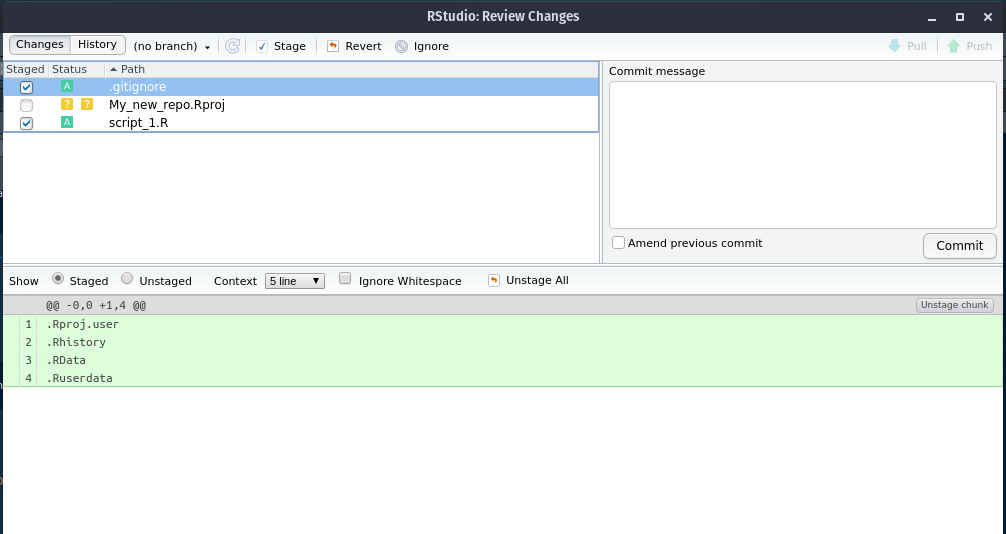 RStudio: Review Changes
Changes History (no branch) Stage Revert Ignore Pull Push
Staged Status Path
A .gitignore
? ? My_new_repo.Rproj
A script_1.R
Commit message
Amend previous commit Commit
Show Staged Unstaged Context 5 line Ignore Whitespace Unstage All
@@ -0,0 +1,4 @@ Unstage chunk
1 .Rproj.user
2 .Rhistory
3 .RData
4 .Ruserdata